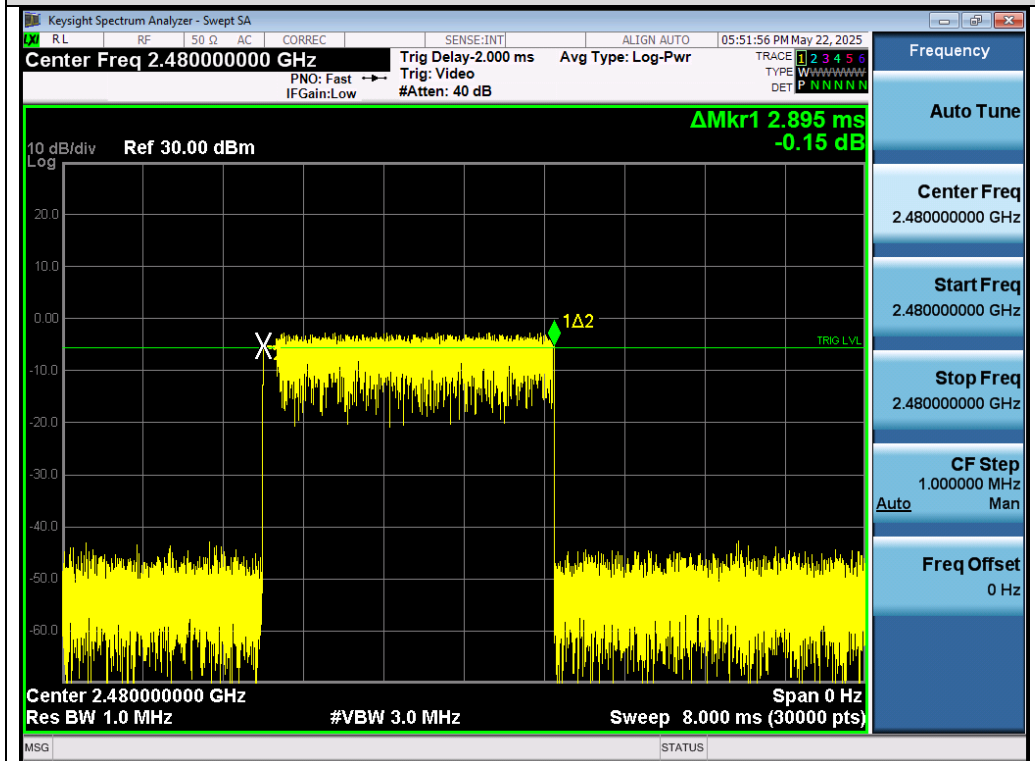 Keysight Spectrum Analyzer - Swept SA
LXI RL RF 50 Ω AC CORREC SENSE:INT ALIGN AUTO 05:51:56 PM May 22, 2025
Center Freq 2.480000000 GHz
PNO: Fast
IFGain:Low
Trig Delay-2.000 ms
Trig: Video
#Atten: 40 dB
Avg Type: Log-Pwr
TRACE 1 2 3 4 5 6
TYPE WWWWWW
DET P N N N N N
ΔMkr1 2.895 ms
-0.15 dB
10 dB/div Ref 30.00 dBm
Log
20.0
10.0
0.00
-10.0
-20.0
-30.0
-40.0
-50.0
-60.0
1Δ2
TRIG LVL
Center 2.480000000 GHz Span 0 Hz
Res BW 1.0 MHz #VBW 3.0 MHz Sweep 8.000 ms (30000 pts)
MSG STATUS
Frequency
Auto Tune
Center Freq
2.480000000 GHz
Start Freq
2.480000000 GHz
Stop Freq
2.480000000 GHz
CF Step
1.000000 MHz
Auto Man
Freq Offset
0 Hz